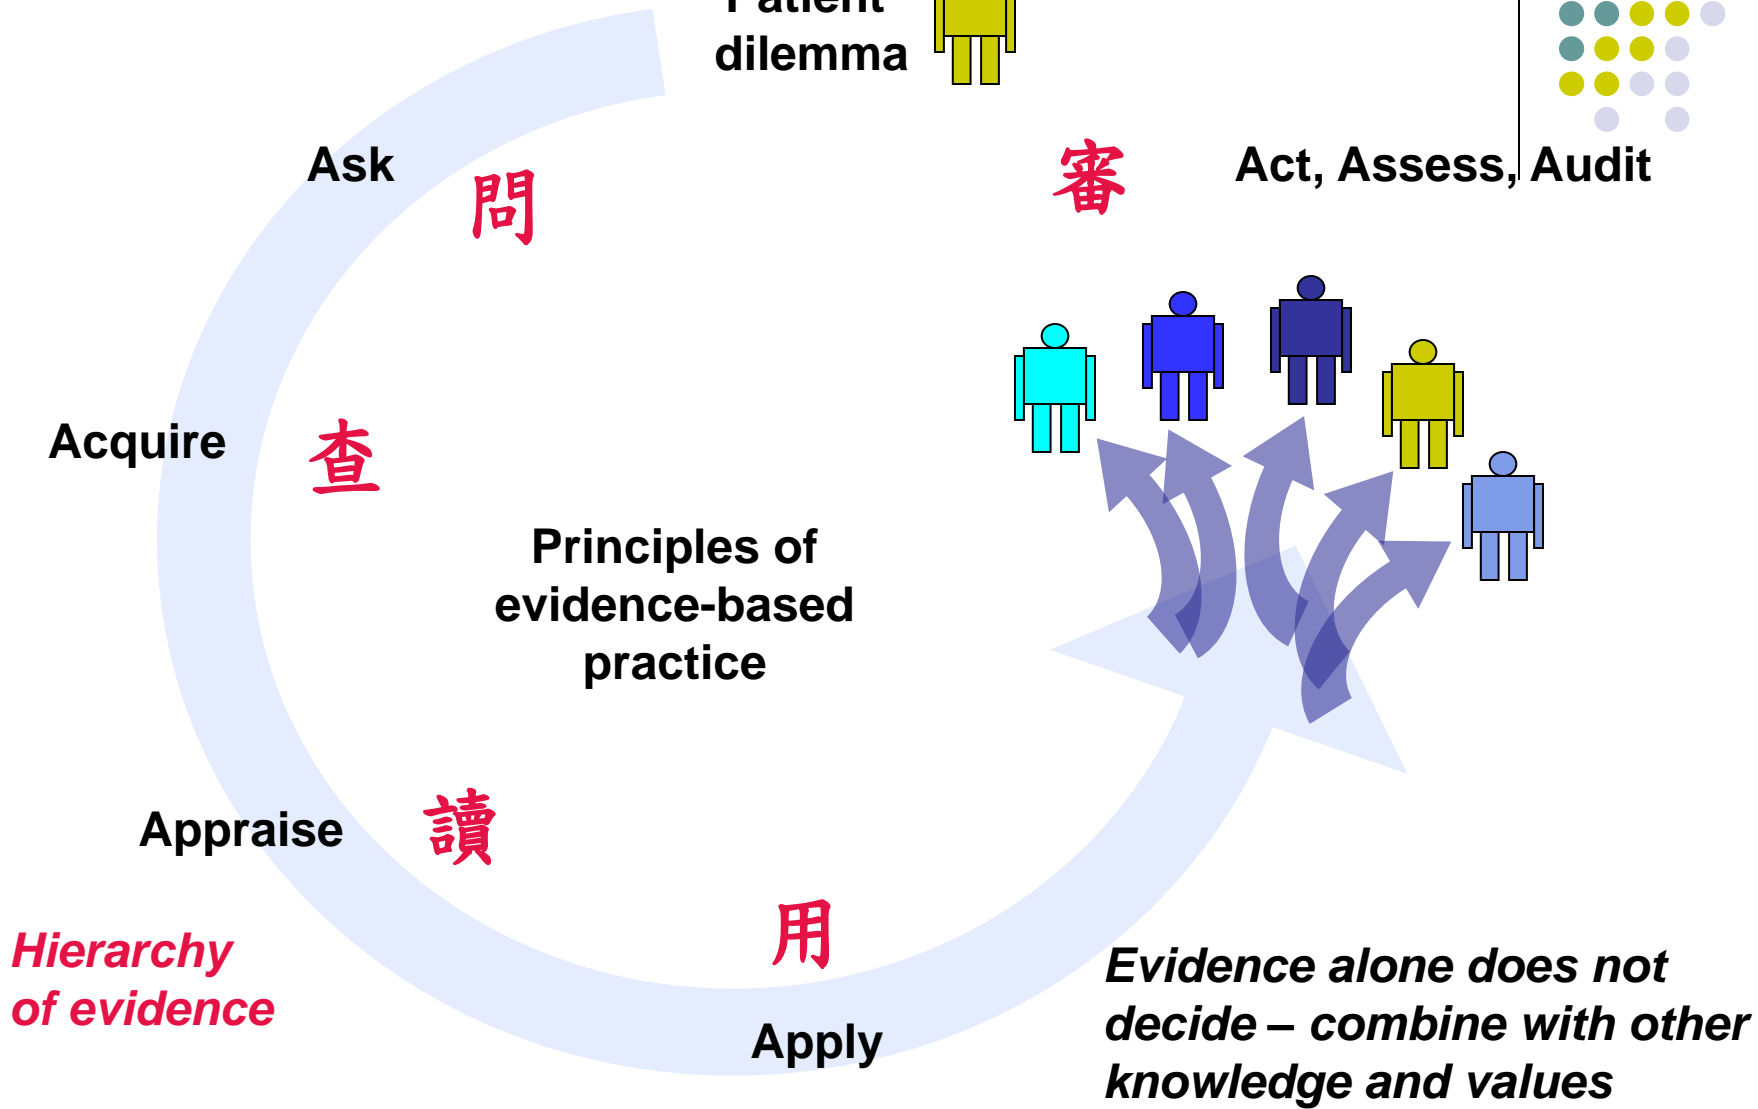 Patient
dilemma
Ask
問
審
Act, Assess, Audit
Acquire
查
Principles of
evidence-based
practice
Appraise
讀
用
Hierarchy
of evidence
Apply
Evidence alone does not
decide – combine with other
knowledge and values